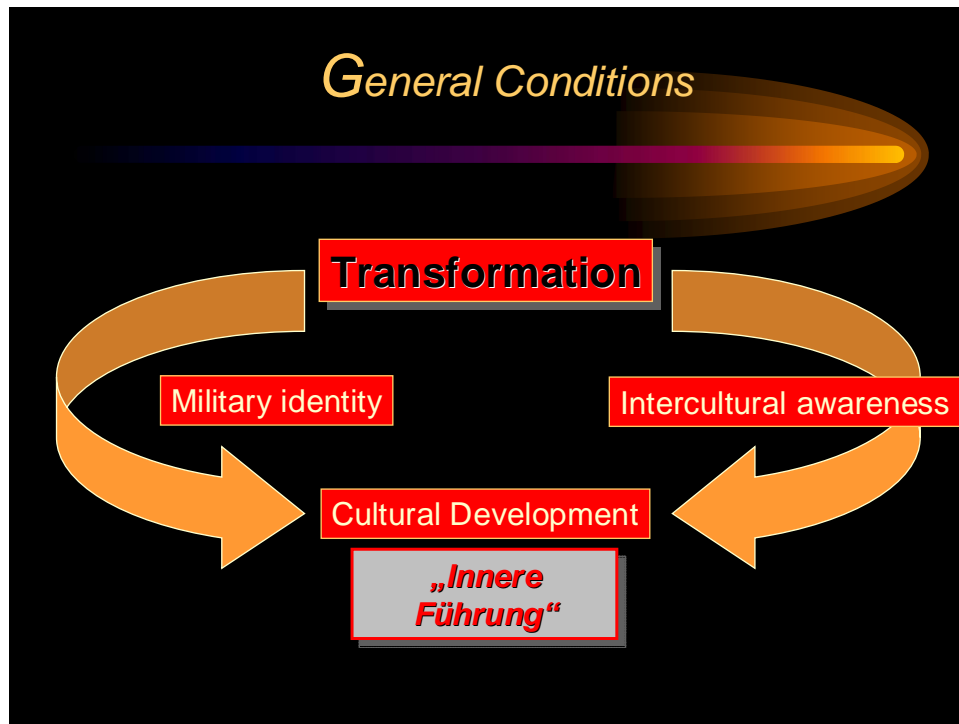 General Conditions
Transformation
Military identity
Intercultural awareness
Cultural Development
„Innere
Führung“